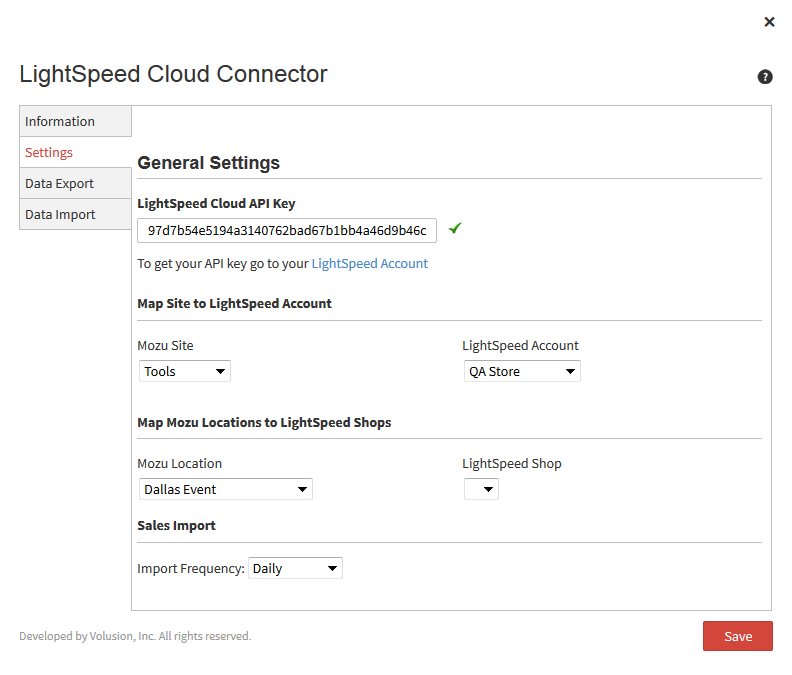 LightSpeed Cloud Connector
Information
Settings
Data Export
Data Import
General Settings
LightSpeed Cloud API Key
97d7b54e5194a3140762bad67b1bb4a46d9b46c
To get your API key go to your LightSpeed Account
Map Site to LightSpeed Account
Mozu Site LightSpeed Account
Tools QA Store
Map Mozu Locations to LightSpeed Shops
Mozu Location LightSpeed Shop
Dallas Event
Sales Import
Import Frequency: Daily
Developed by Volusion, Inc. All rights reserved.
Save